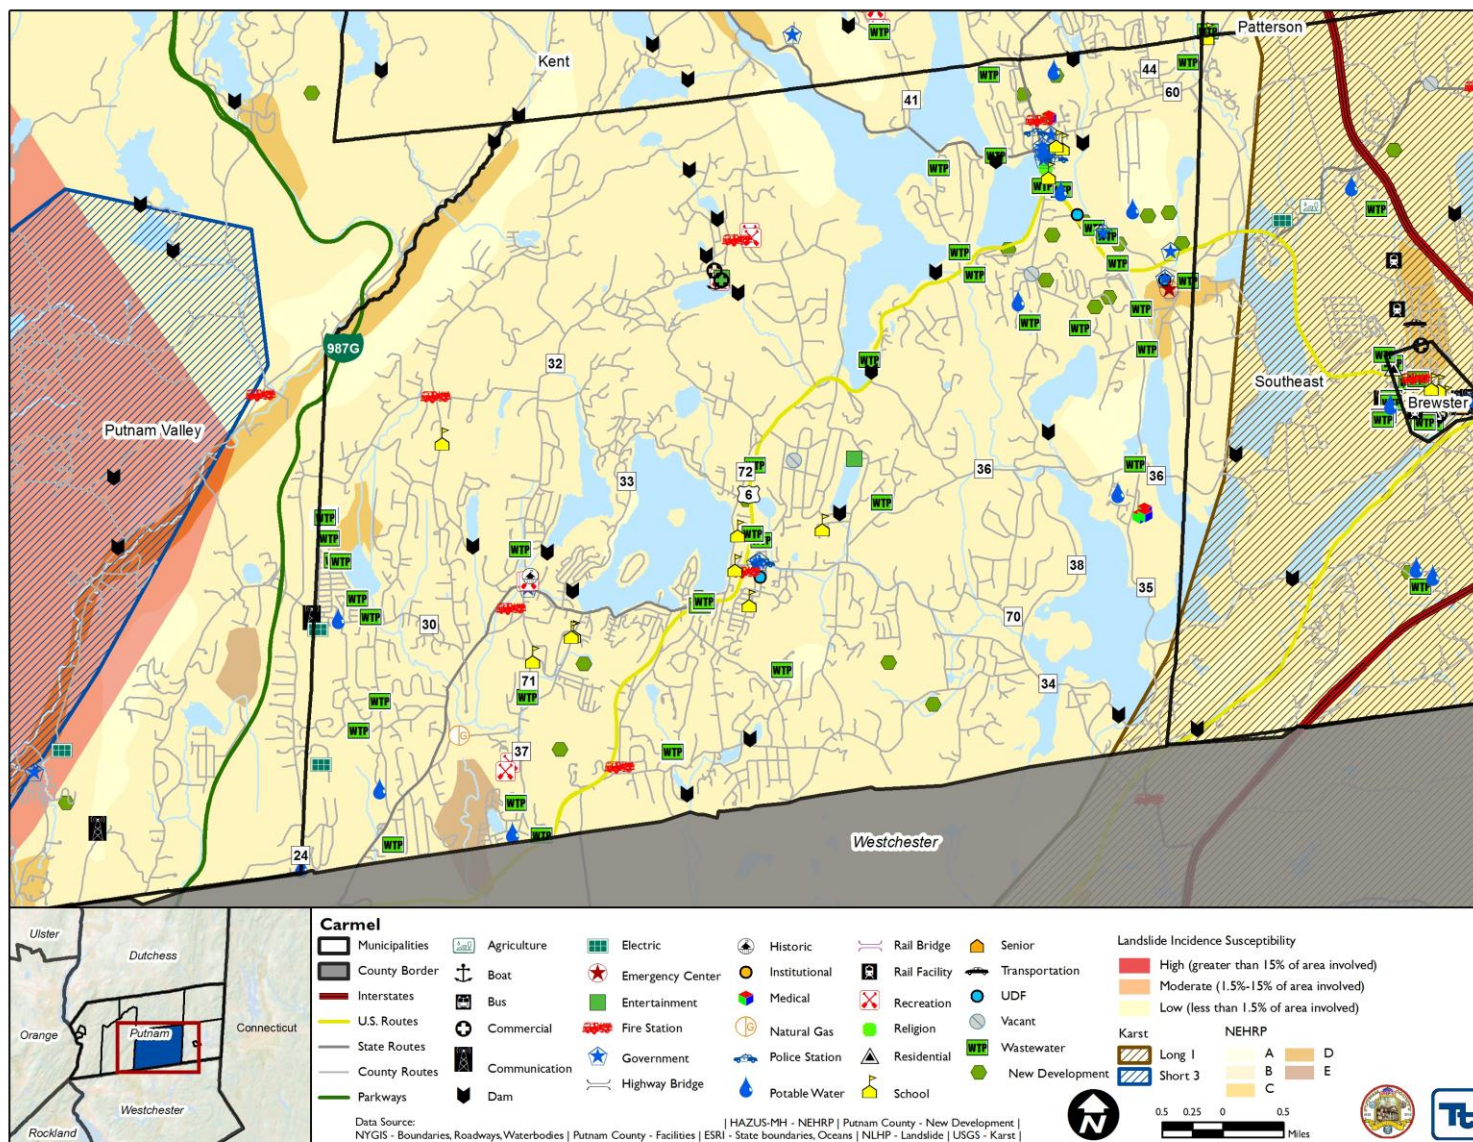 Patterson
Kent
44
41
60
987G
32
Southeast
Putnam Valley
Brewster
72
6
36
36
33
38
35
30
70
71
34
37
24
Westchester
WTP
Ulster
Dutchess
Orange
Putnam
Connecticut
Westchester
Rockland
Carmel
Municipalities
County Border
Interstates
U.S. Routes
State Routes
County Routes
Parkways
Agriculture
Boat
Bus
Commercial
Communication
Dam
Electric
Emergency Center
Entertainment
Fire Station
Government
Highway Bridge
Historic
Institutional
Medical
Natural Gas
Police Station
Potable Water
Rail Bridge
Rail Facility
Recreation
Religion
Residential
School
Senior
Transportation
UDF
Vacant
WTP Wastewater
New Development
Landslide Incidence Susceptibility
High (greater than 15% of area involved)
Moderate (1.5%-15% of area involved)
Low (less than 1.5% of area involved)
Karst
Long 1
Short 3
NEHRP
A
B
C
D
E
N
0.5 0.25 0 0.5
Miles
Tt
Data Source: | HAZUS-MH - NEHRP | Putnam County - New Development |
NYGIS - Boundaries, Roadways, Waterbodies | Putnam County - Facilities | ESRI - State boundaries, Oceans | NLHP - Landslide | USGS - Karst |